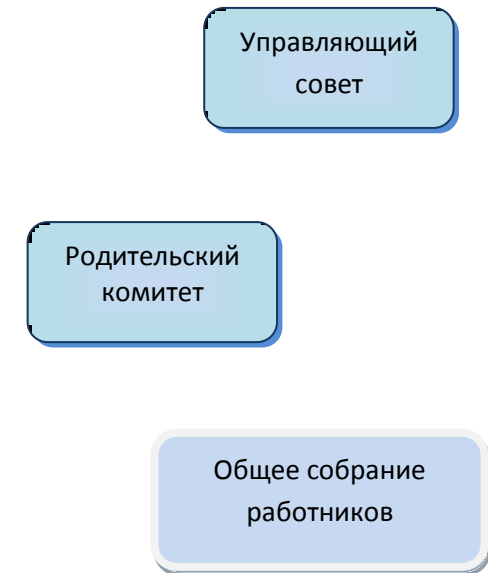 Управляющий
совет
Родительский
комитет
Общее собрание
работников